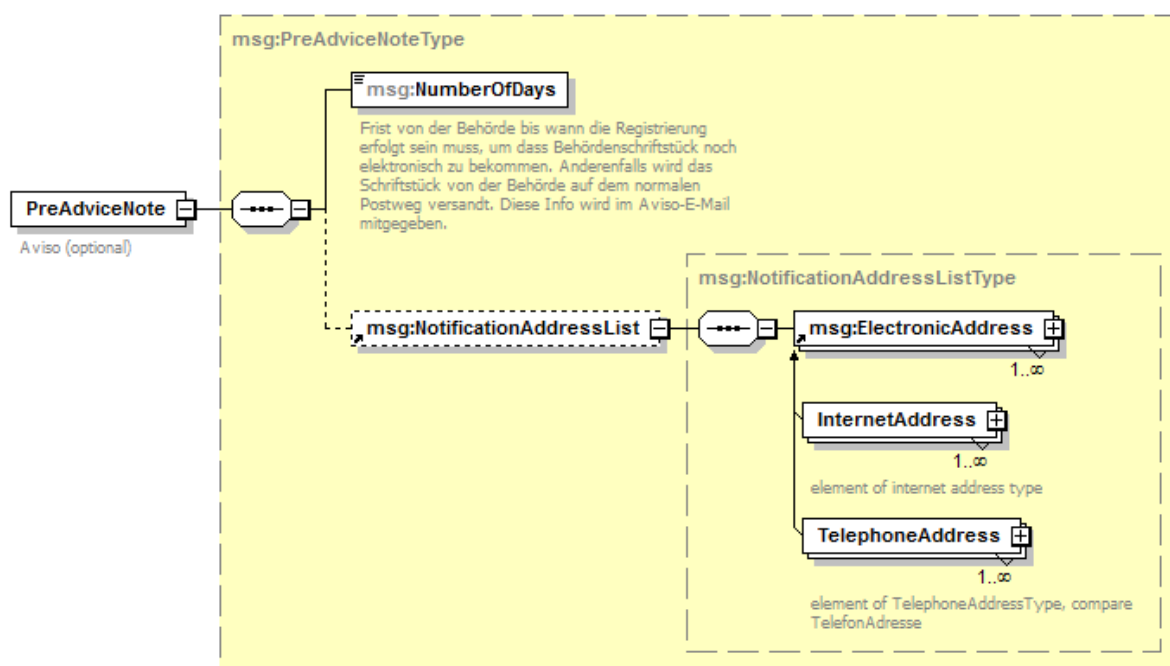 msg:PreAdviceNoteType
msg:NumberOfDays
Frist von der Behörde bis wann die Registrierung
erfolgt sein muss, um dass Behördenschriftstück noch
elektronisch zu bekommen. Anderenfalls wird das
Schriftstück von der Behörde auf dem normalen
Postweg versandt. Diese Info wird im Aviso-E-Mail
mitgegeben.
PreAdviceNote
Aviso (optional)
msg:NotificationAddressListType
msg:NotificationAddressList
msg:ElectronicAddress
1..∞
InternetAddress
1..∞
element of internet address type
TelephoneAddress
1..∞
element of TelephoneAddressType, compare
TelefonAdresse